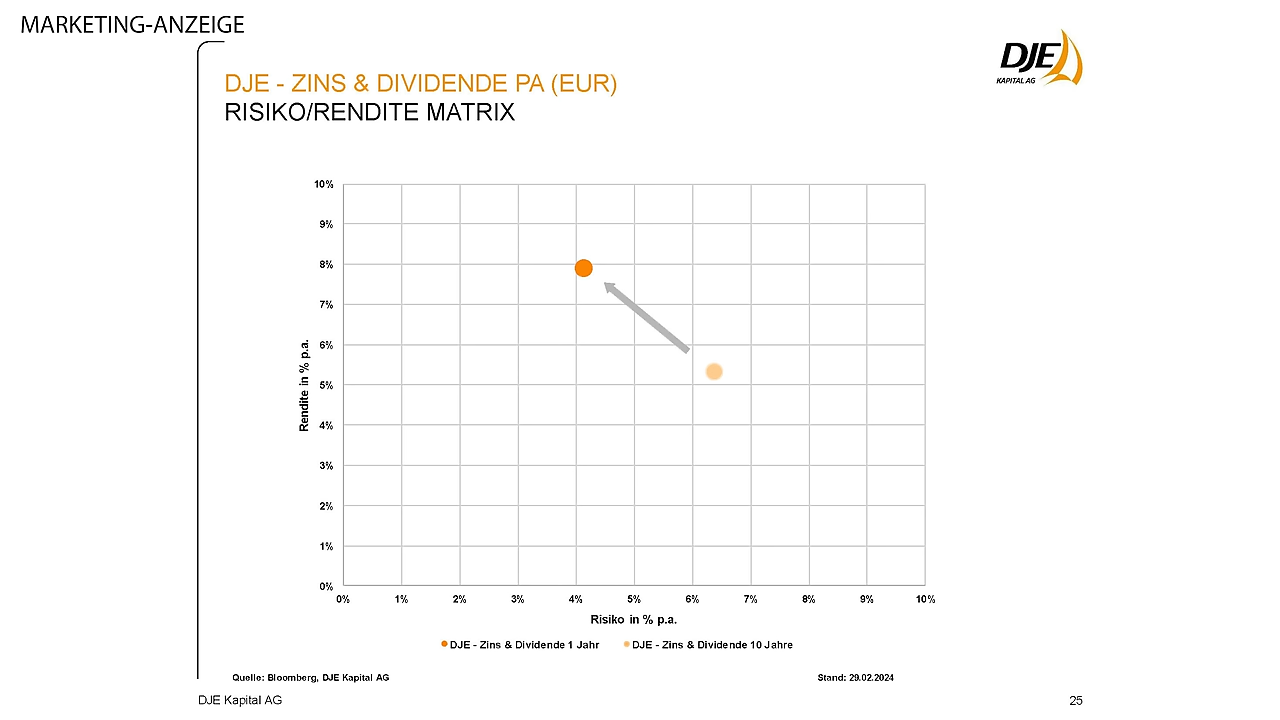 MARKETING-ANZEIGE
DJE
KAPITAL AG
DJE - ZINS & DIVIDENDE PA (EUR)
RISIKO/RENDITE MATRIX
10%
9%
8%
7%
6%
5%
4%
3%
2%
1%
0%
Rendite in % p.a.
0% 1% 2% 3% 4% 5% 6% 7% 8% 9% 10%
Risiko in % p.a.
DJE - Zins & Dividende 1 Jahr DJE - Zins & Dividende 10 Jahre
Quelle: Bloomberg, DJE Kapital AG Stand: 29.02.2024
DJE Kapital AG 25